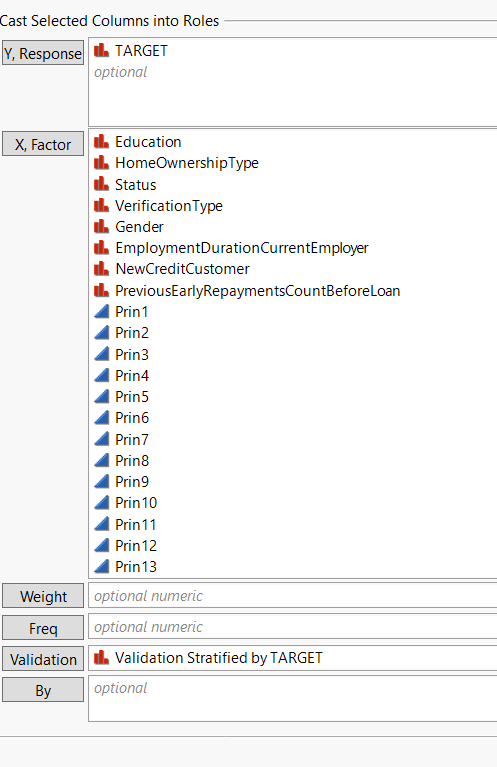 Cast Selected Columns into Roles
Y, Response
TARGET
optional
X, Factor
Education
HomeOwnershipType
Status
VerificationType
Gender
EmploymentDurationCurrentEmployer
NewCreditCustomer
PreviousEarlyRepaymentsCountBeforeLoan
Prin1
Prin2
Prin3
Prin4
Prin5
Prin6
Prin7
Prin8
Prin9
Prin10
Prin11
Prin12
Prin13
Weight
optional numeric
Freq
optional numeric
Validation
Validation Stratified by TARGET
By
optional